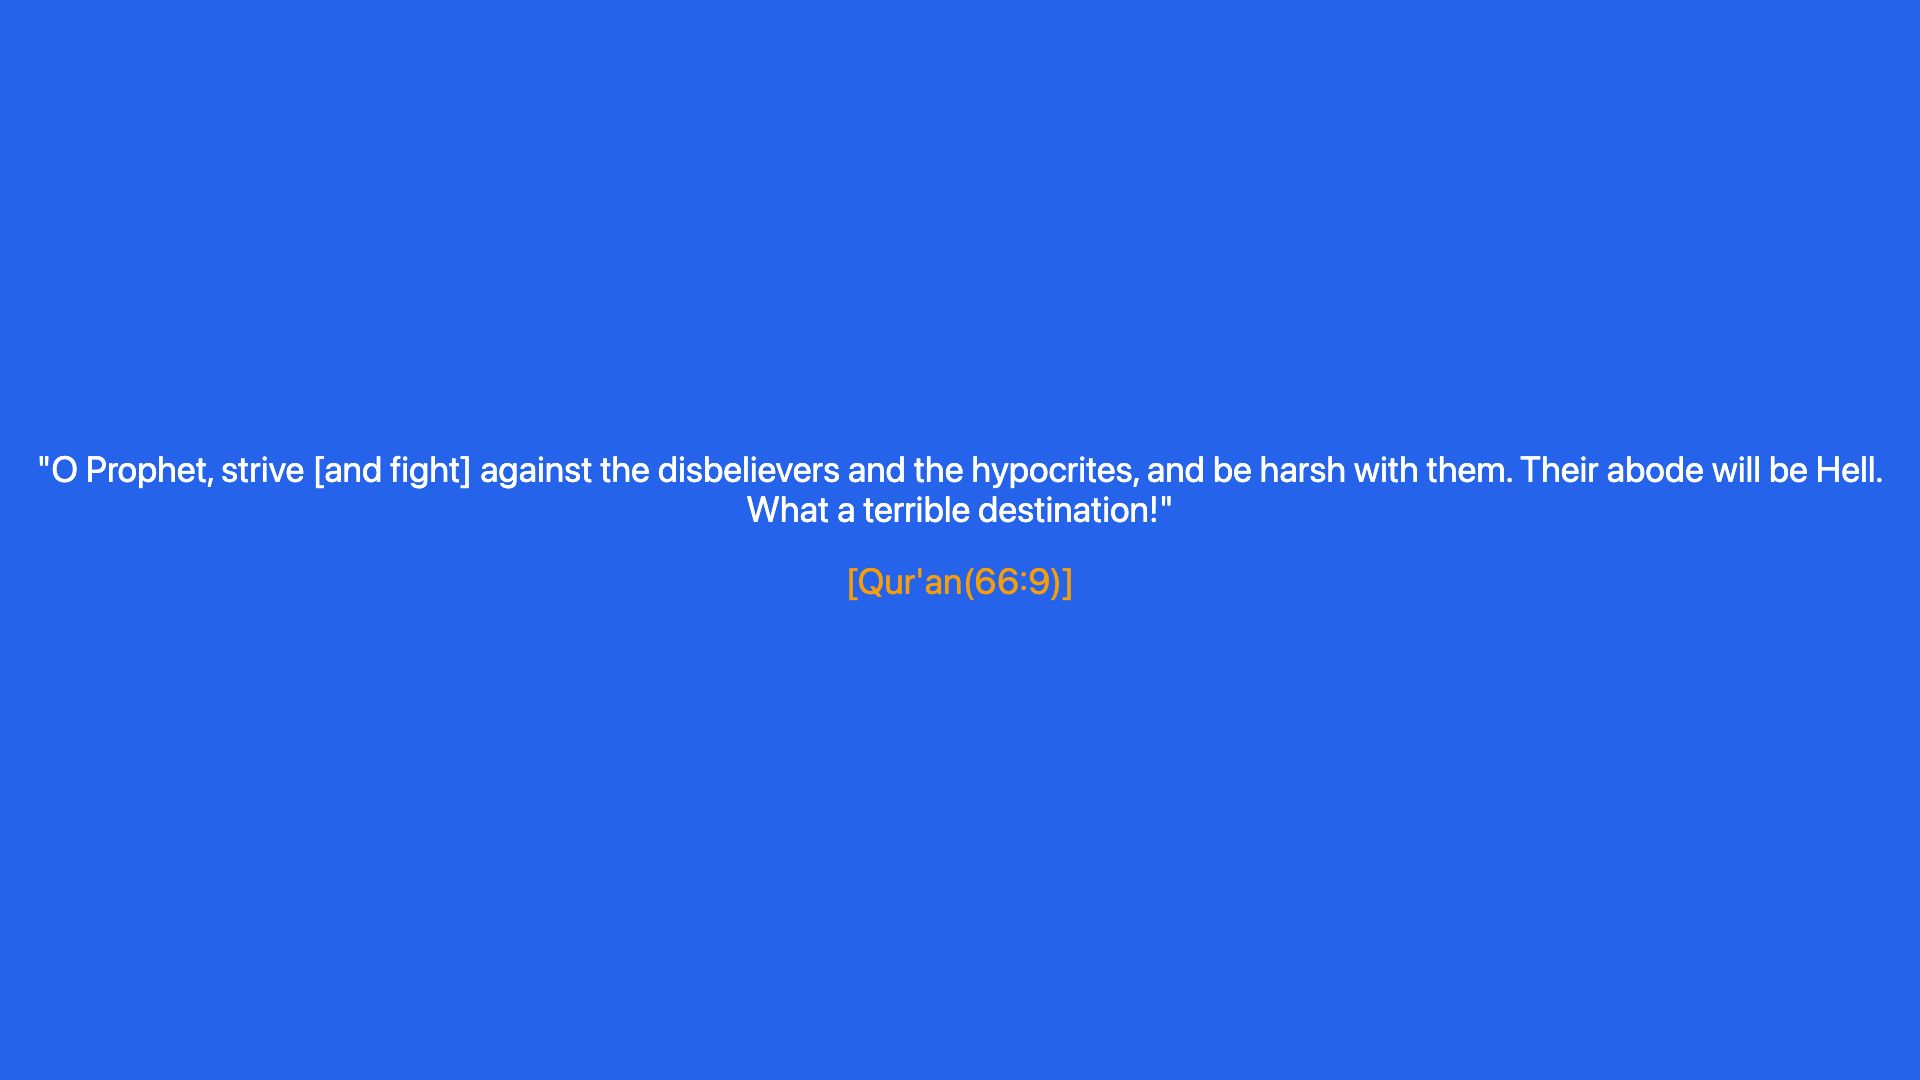 "O Prophet, strive [and fight] against the disbelievers and the hypocrites, and be harsh with them. Their abode will be Hell.
What a terrible destination!"
[Qur'an(66:9)]